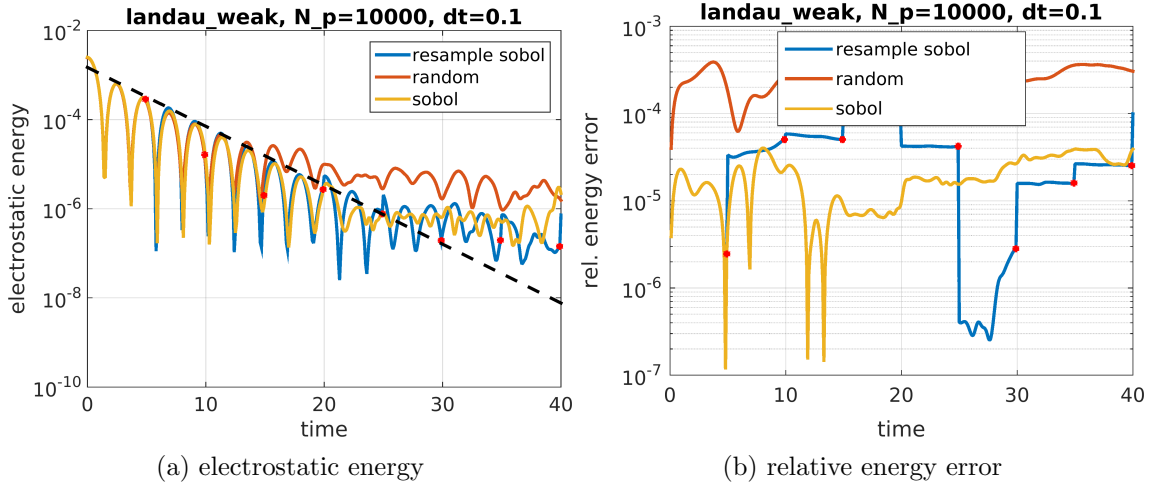 landau_weak, N_p=10000, dt=0.1
10^-2
10^-4
10^-6
10^-8
10^-10
electrostatic energy
resample sobol
random
sobol
0
10
20
30
40
time
(a) electrostatic energy
landau_weak, N_p=10000, dt=0.1
10^-3
10^-4
10^-5
10^-6
10^-7
rel. energy error
resample sobol
random
sobol
0
10
20
30
40
time
(b) relative energy error